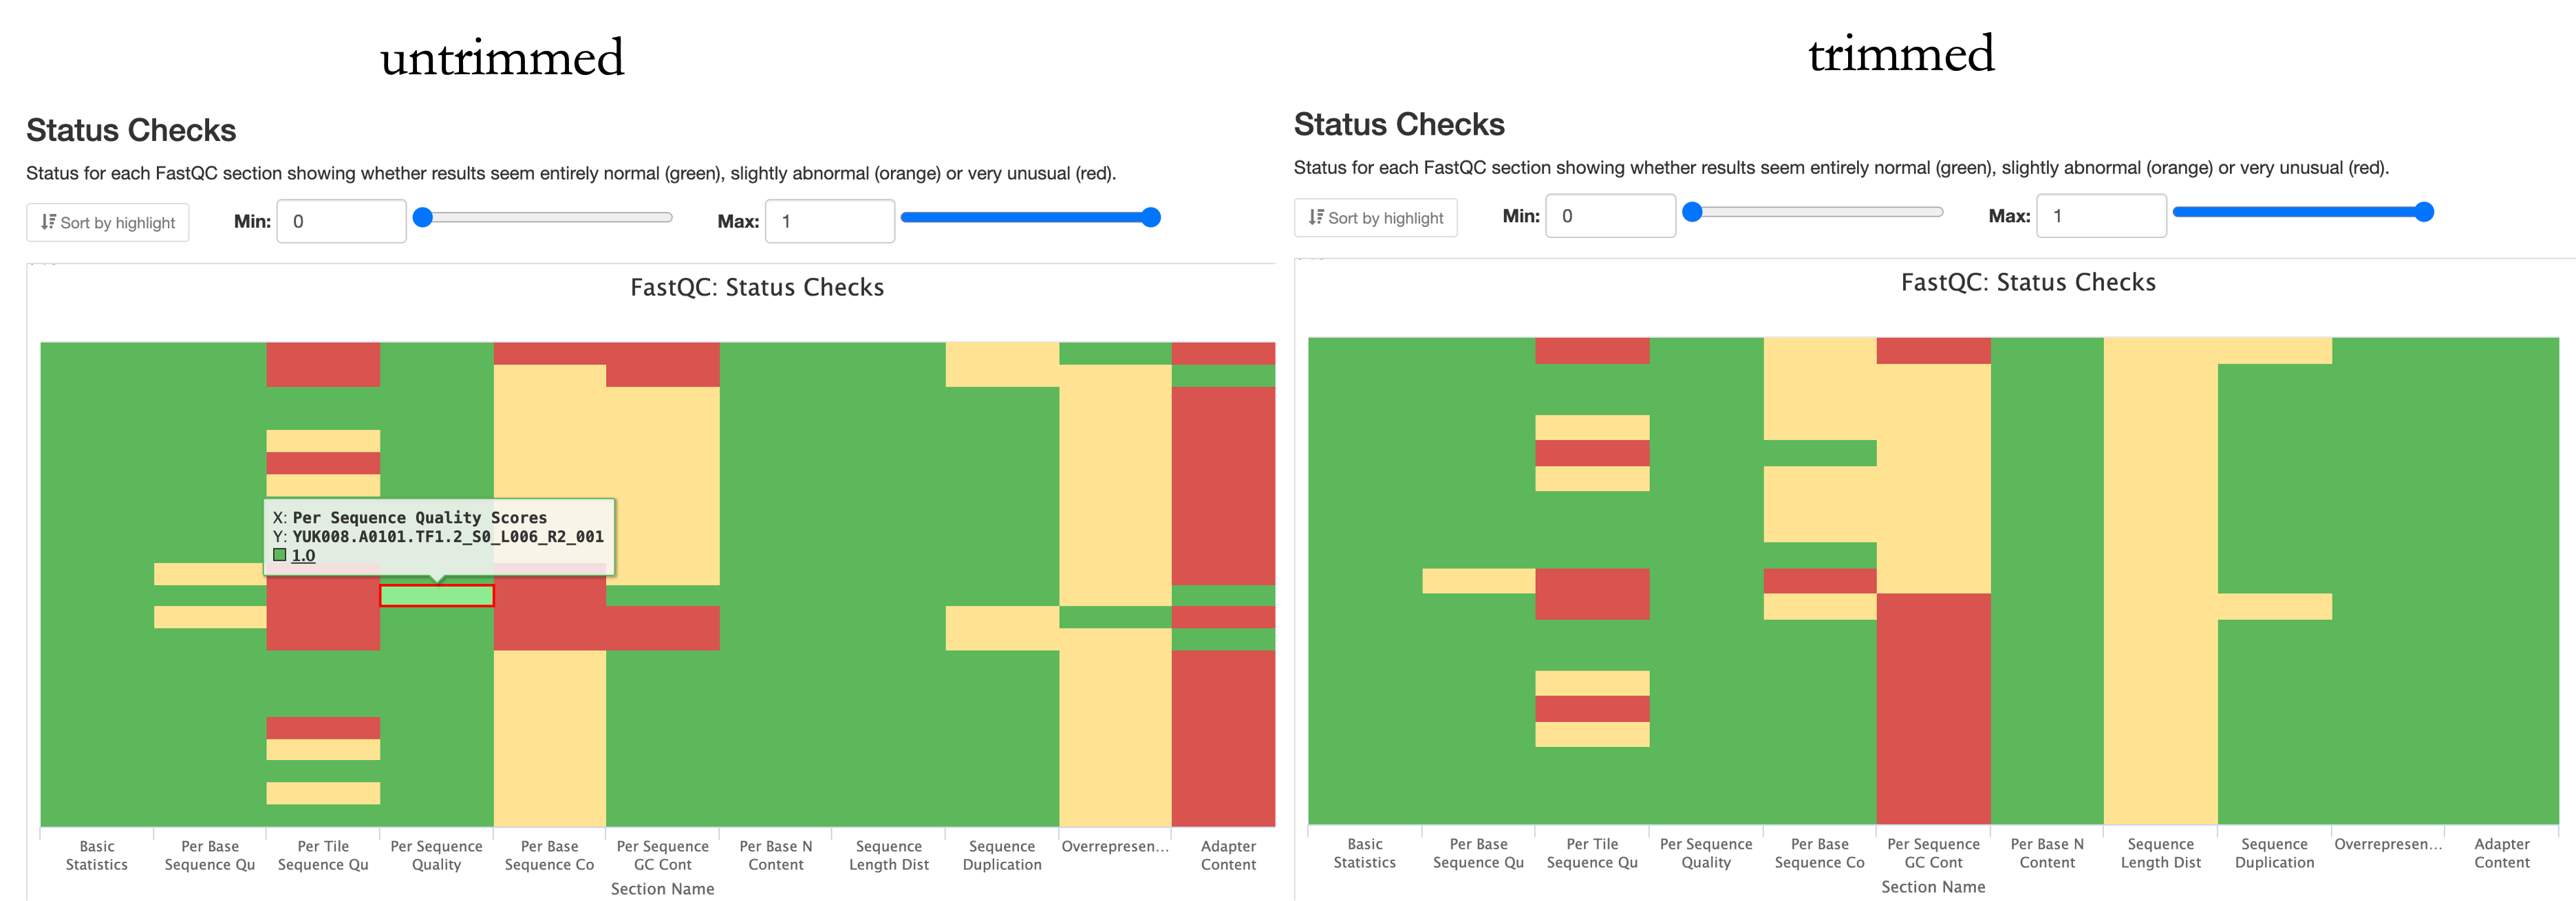 untrimmed
Status Checks
Status for each FastQC section showing whether results seem entirely normal (green), slightly abnormal (orange) or very unusual (red).
Sort by highlight
Min: 0
Max: 1
FastQC: Status Checks
X: Per Sequence Quality Scores
Y: YUK008.A0101.TF1.2_S0_L006_R2_001
1.0
Basic
Statistics
Per Base
Sequence Qu
Per Tile
Sequence Qu
Per Sequence
Quality
Per Base
Sequence Co
Per Sequence
GC Cont
Per Base N
Content
Sequence
Length Dist
Sequence
Duplication
Overrepresen...
Adapter
Content
Section Name
trimmed
Status Checks
Status for each FastQC section showing whether results seem entirely normal (green), slightly abnormal (orange) or very unusual (red).
Sort by highlight
Min: 0
Max: 1
FastQC: Status Checks
Basic
Statistics
Per Base
Sequence Qu
Per Tile
Sequence Qu
Per Sequence
Quality
Per Base
Sequence Co
Per Sequence
GC Cont
Per Base N
Content
Sequence
Length Dist
Sequence
Duplication
Overrepresen...
Adapter
Content
Section Name